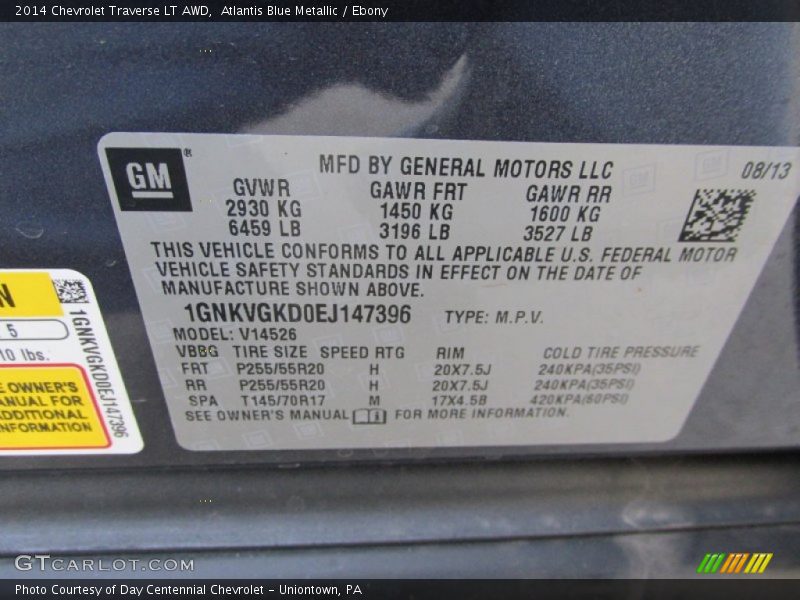 2014 Chevrolet Traverse LT AWD,  Atlantis Blue Metallic / Ebony
GM®
MFD BY GENERAL MOTORS LLC
08/13
GVWR GAWR FRT GAWR RR
2930 KG 1450 KG 1600 KG
6459 LB 3196 LB 3527 LB
THIS VEHICLE CONFORMS TO ALL APPLICABLE U.S. FEDERAL MOTOR
VEHICLE SAFETY STANDARDS IN EFFECT ON THE DATE OF
MANUFACTURE SHOWN ABOVE.
1GNKVGKD0EJ147396 TYPE: M.P.V.
MODEL: V14526
VBBG TIRE SIZE SPEED RTG RIM COLD TIRE PRESSURE
FRT P255/55R20 H 20X7.5J 240KPA(35PSI)
RR P255/55R20 H 20X7.5J 240KPA(35PSI)
SPA T145/70R17 M 17X4.5B 420KPA(60PSI)
SEE OWNER'S MANUAL FOR MORE INFORMATION.
N
5
10 lbs.
E OWNER'S
ANUAL FOR
ADDITIONAL
INFORMATION
1GNKVGKD0EJ147396
GTCARLOT.COM
Photo Courtesy of Day Centennial Chevrolet – Uniontown, PA